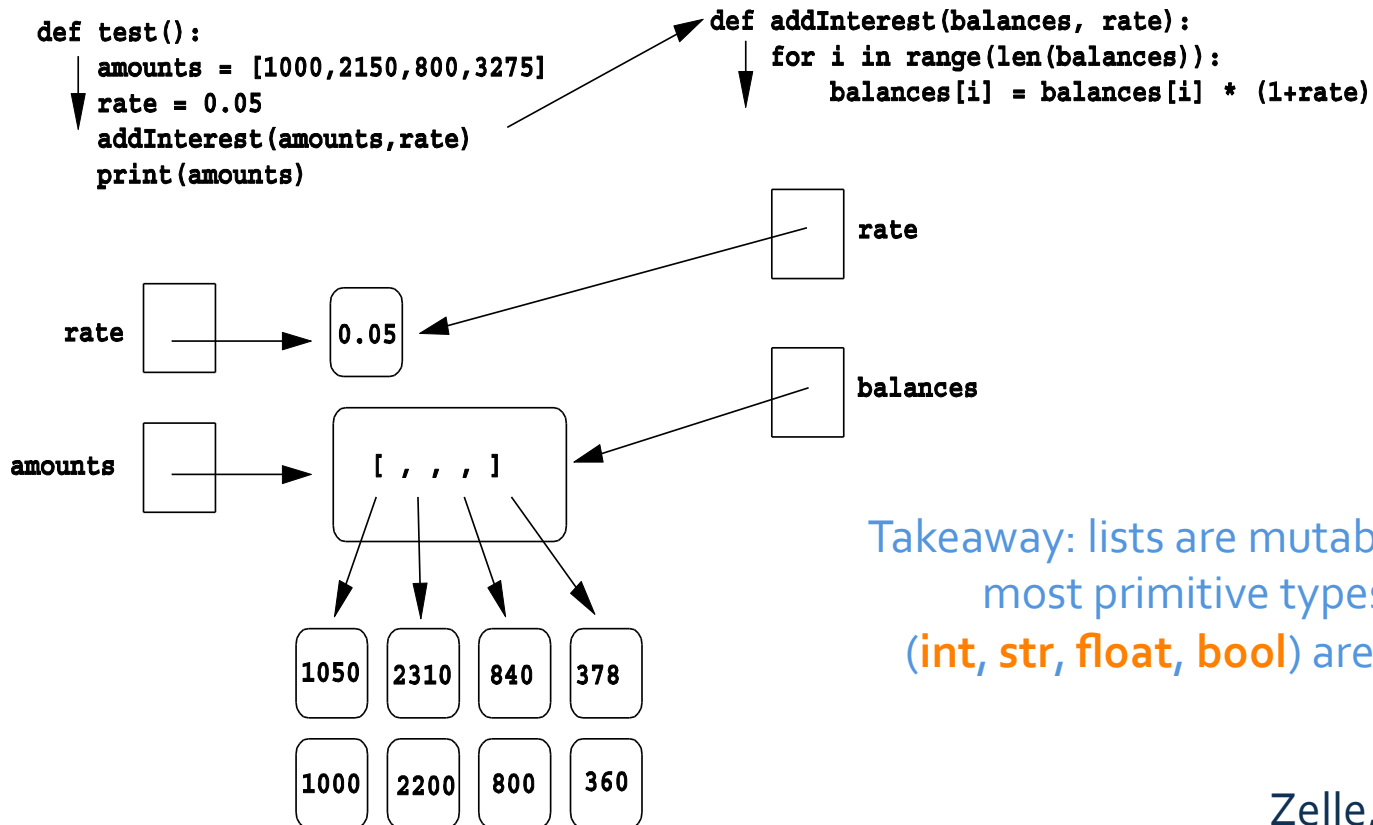 def test():
amounts = [1000,2150,800,3275]
rate = 0.05
addInterest(amounts,rate)
print(amounts)
def addInterest(balances, rate):
for i in range(len(balances)):
balances[i] = balances[i] * (1+rate)
rate
rate
0.05
balances
amounts
[ , , , ]
Takeaway: lists are mutab
most primitive types
(int, str, float, bool) are
1050 2310 840 378
1000 2200 800 360
Zelle,